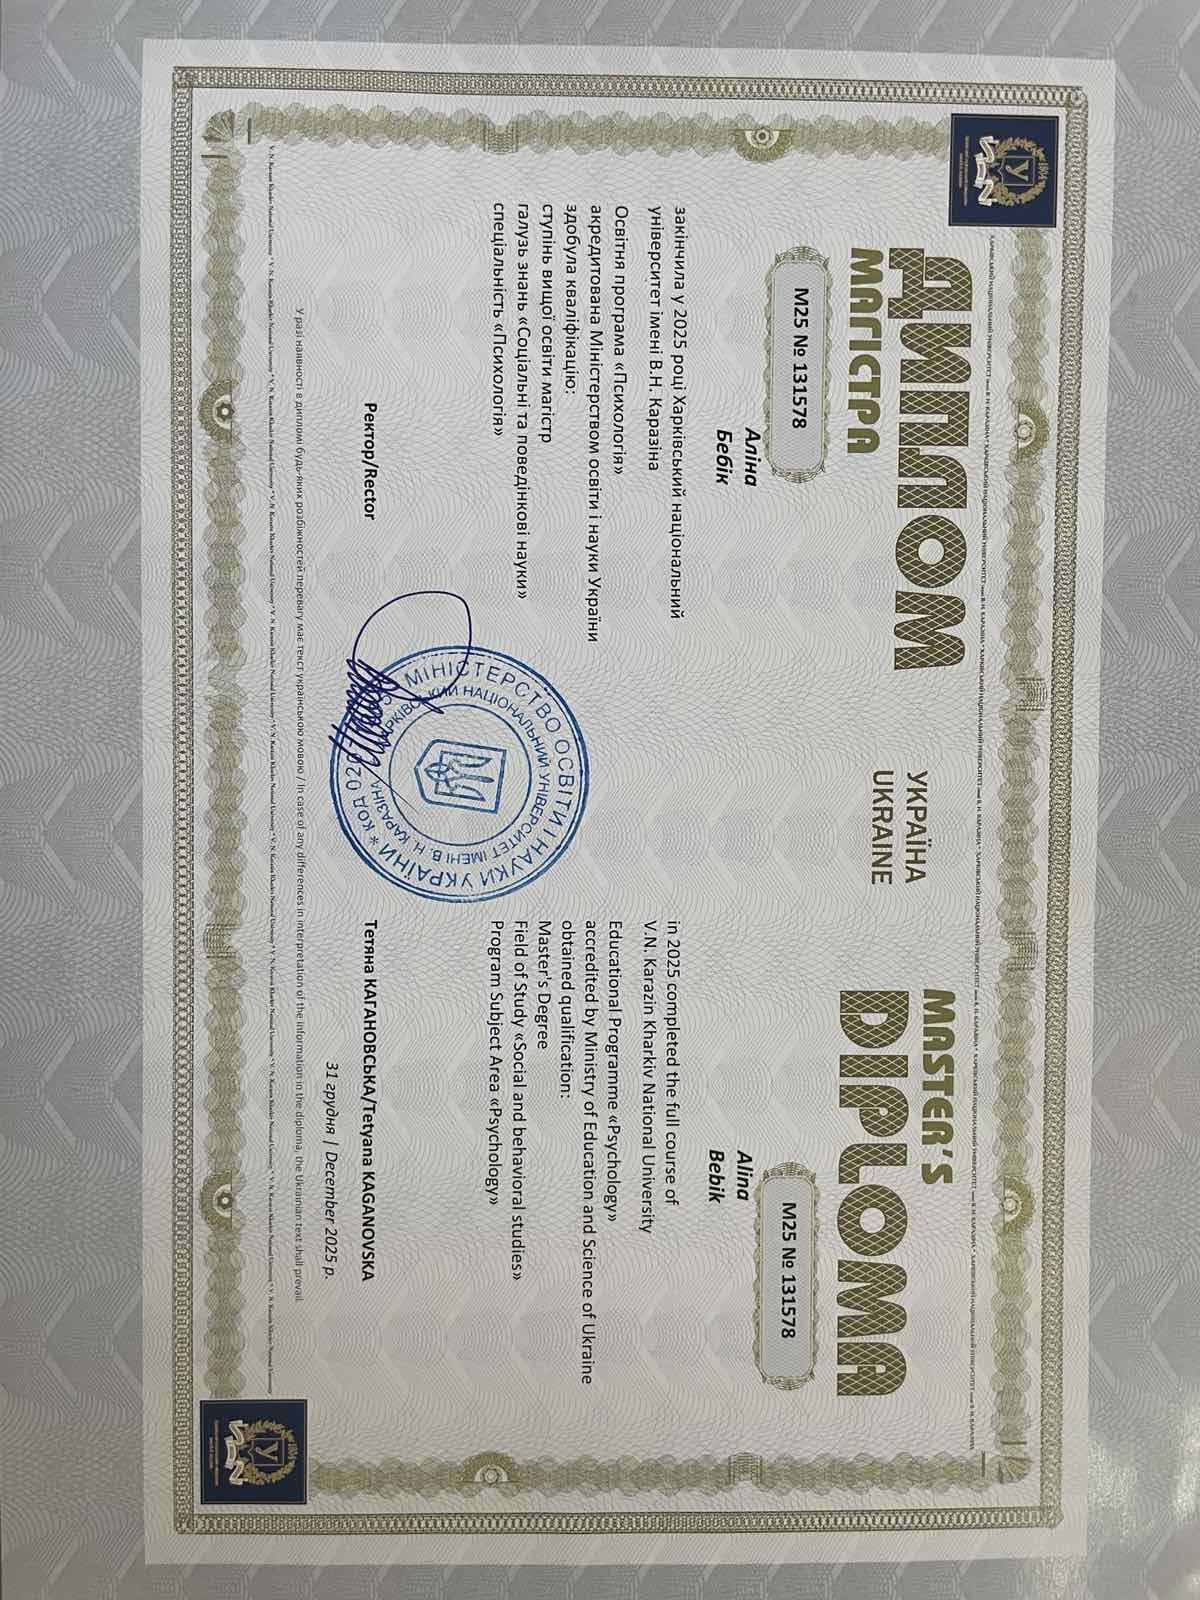 ДИПЛОМ
МАГІСТРА
М25 № 131578
Аліна
Бебік
закінчила у 2025 році Харківський національний
університет імені В.Н. Каразіна
Освітня програма «Психологія»
акредитована Міністерством освіти і науки України
здобула кваліфікацію:
ступінь вищої освіти магістр
галузь знань «Соціальні та поведінкові науки»
спеціальність «Психологія»
УКРАЇНА
UKRAINE
MASTER'S
DIPLOMA
M25 № 131578
Alina
Bebik
in 2025 completed the full course of
V.N. Karazin Kharkiv National University
Educational Programme «Psychology»
accredited by Ministry of Education and Science of Ukraine
obtained qualification:
Master's Degree
Field of Study «Social and behavioral studies»
Program Subject Area «Psychology»
Ректор/Rector
МІНІСТЕРСТВО ОСВІТИ І НАУКИ УКРАЇНИ * КОД 02
ХАРКІВСЬКИЙ НАЦІОНАЛЬНИЙ УНІВЕРСИТЕТ ІМЕНІ В. Н. КАРАЗІНА
Тетяна КАГАНОВСЬКА/Tetyana KAGANOVSKA
31 грудня | December 2025 р.
У разі наявності в дипломі будь-яких розбіжностей перевагу має текст українською мовою / In case of any differences in interpretation of the information in the diploma, the Ukrainian text shall prevail.